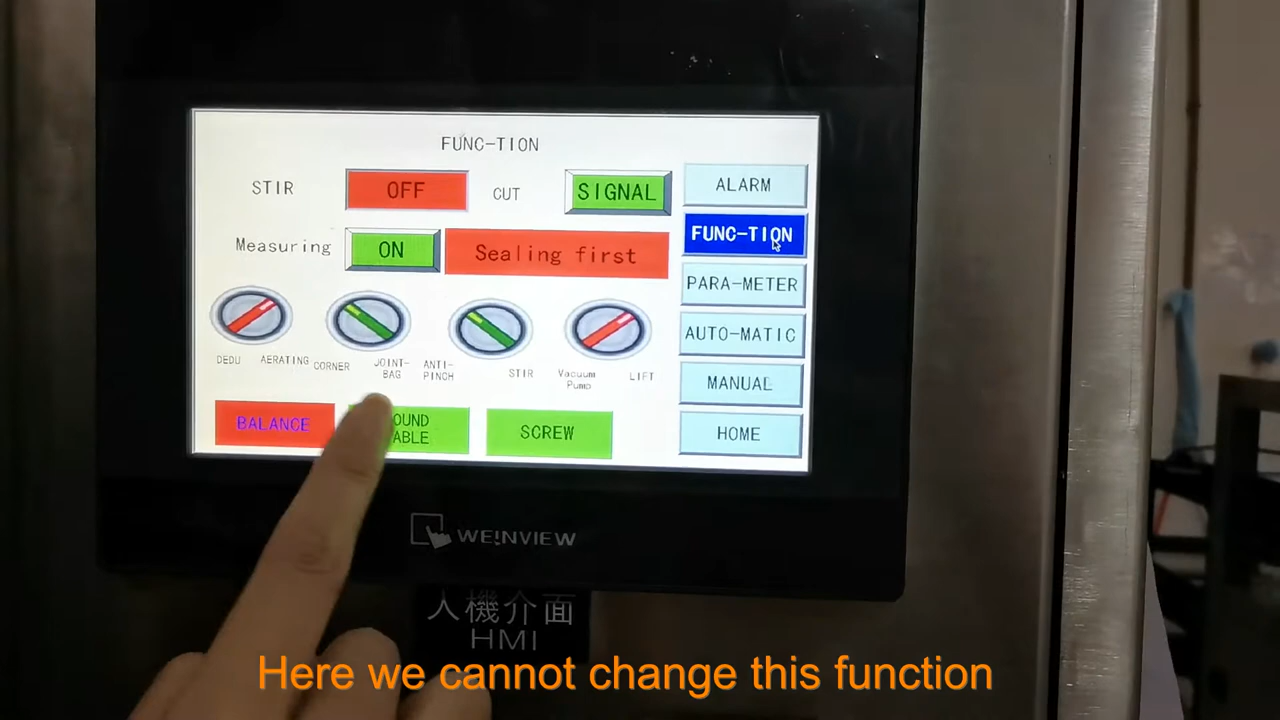 FUNC-TION
STIR
OFF
CUT
SIGNAL
Measuring
ON
Sealing first
DEDU
AERATING
CORNER
JOINT-
BAG
ANTI-
PINCH
STIR
Vacuum
Pump
LIFT
BALANCE
OUND
ABLE
SCREW
ALARM
FUNC-TION
PARA-METER
AUTO-MATIC
MANUAL
HOME
WE!NVIEW
人機介面
HMI
Here we cannot change this function